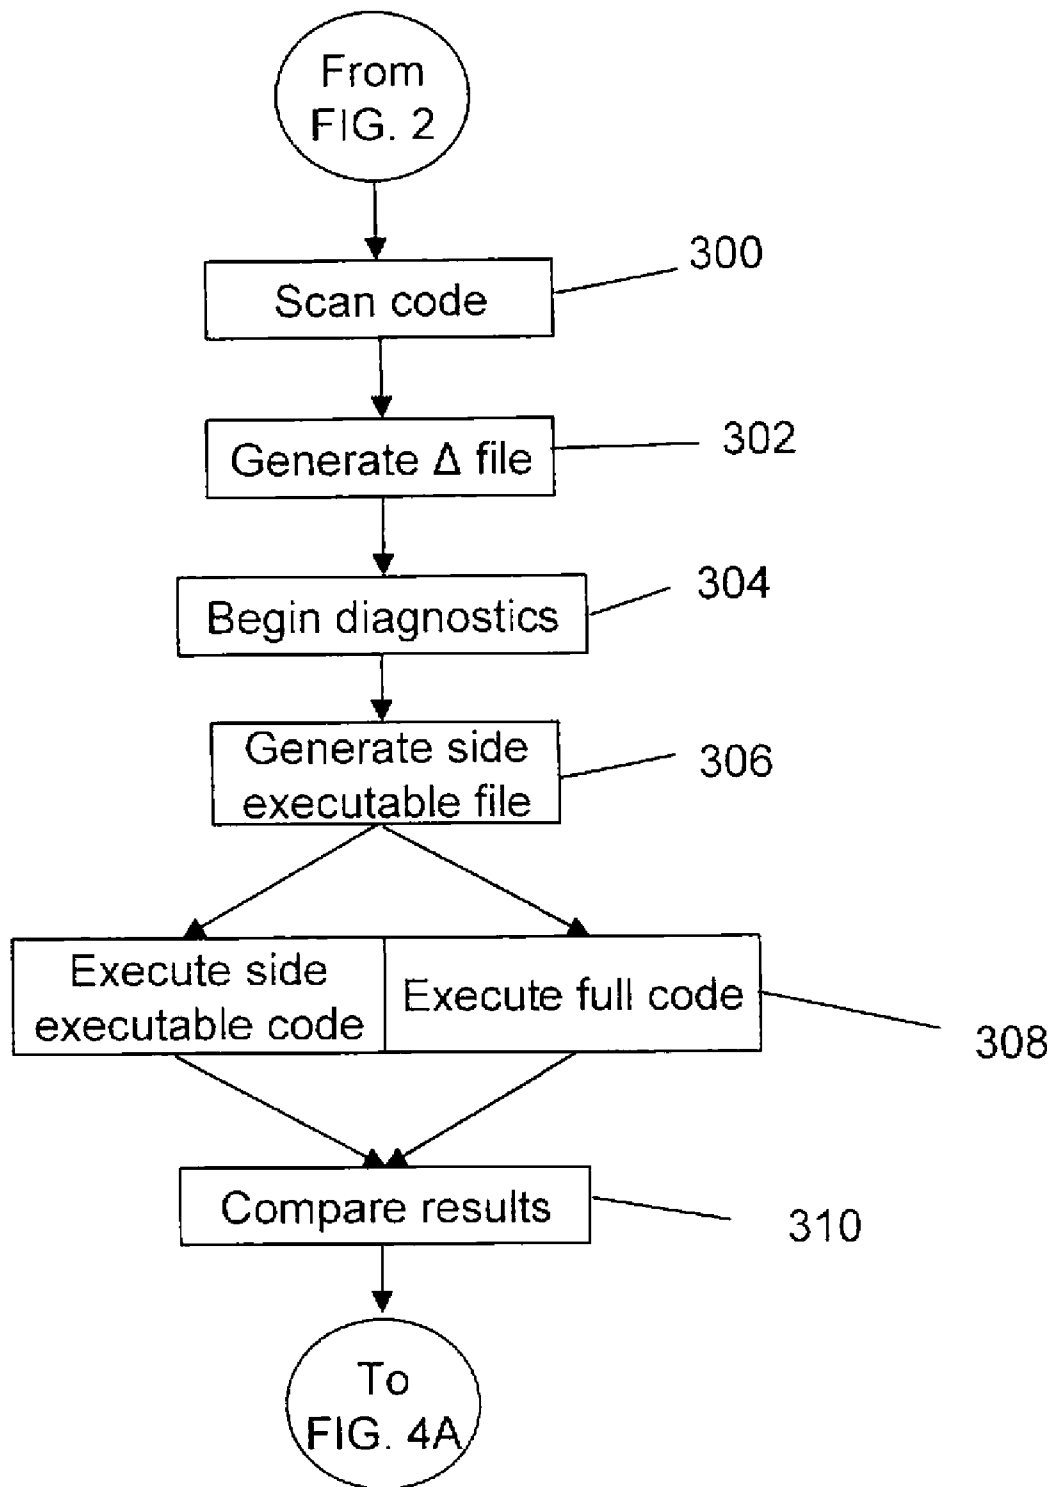 From
FIG. 2
300
Scan code
302
Generate Δ file
304
Begin diagnostics
Generate side
executable file
306
Execute side
executable code
Execute full code
308
Compare results
310
To
FIG. 4A